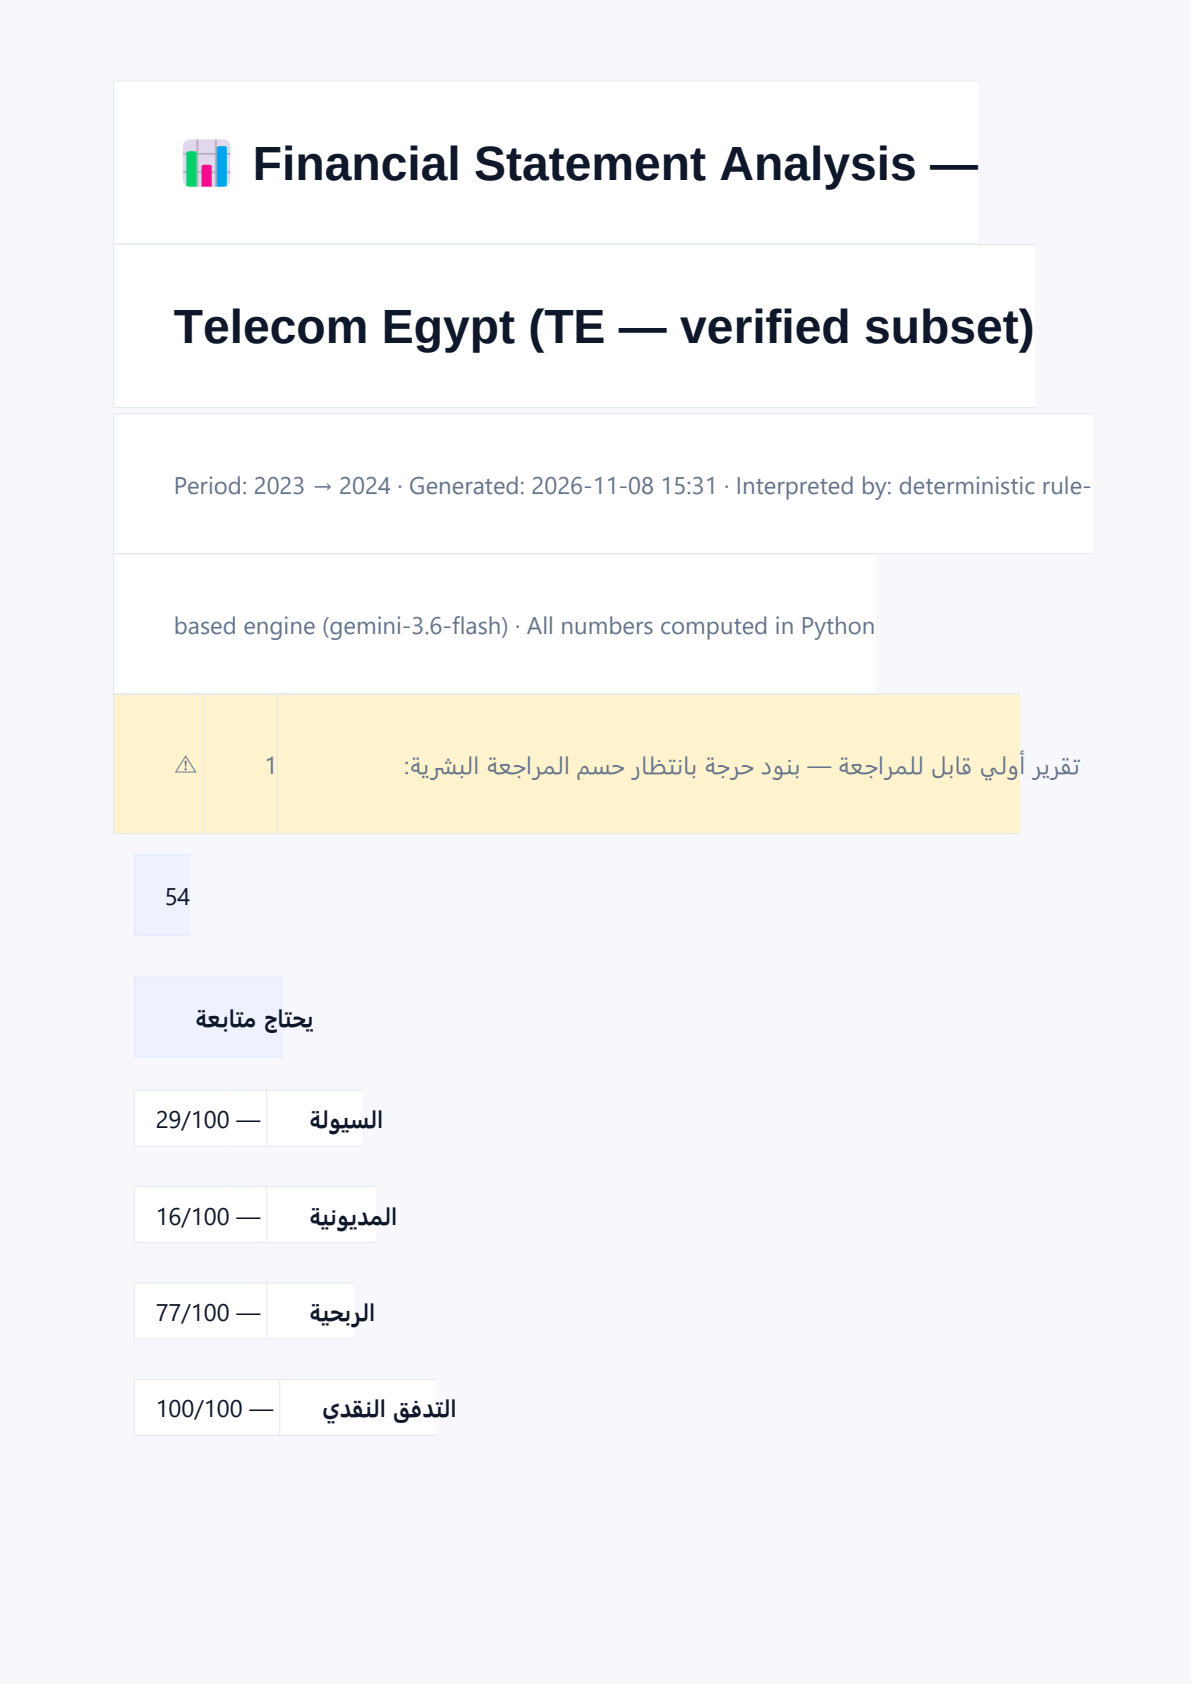 📊 Financial Statement Analysis —
Telecom Egypt (TE — verified subset)
Period: 2023 → 2024 · Generated: 2026-11-08 15:31 · Interpreted by: deterministic rule-
based engine (gemini-3.6-flash) · All numbers computed in Python
⚠ 1 تقرير أولي قابل للمراجعة — بنود حرجة بانتظار حسم المراجعة البشرية:
54
يحتاج متابعة
29/100 — السيولة
16/100 — المديونية
77/100 — الربحية
100/100 — التدفق النقدي